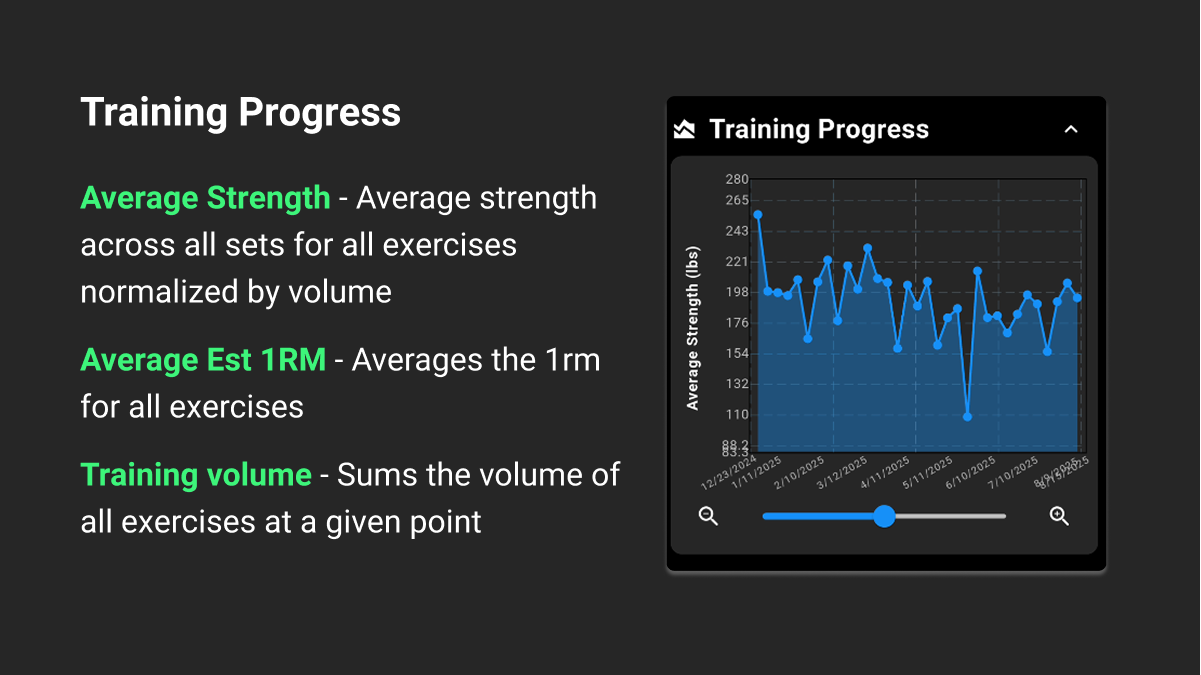 Training Progress
Average Strength - Average strength
across all sets for all exercises
normalized by volume
Average Est 1RM - Averages the 1rm
for all exercises
Training volume - Sums the volume of
all exercises at a given point
Training Progress
Average Strength (lbs)
280
265
243
221
198
176
154
132
110
88.2
83.3
12/23/2024
1/11/2025
2/10/2025
3/12/2025
4/11/2025
5/11/2025
6/10/2025
7/10/2025
8/9/2025
8/15/2025